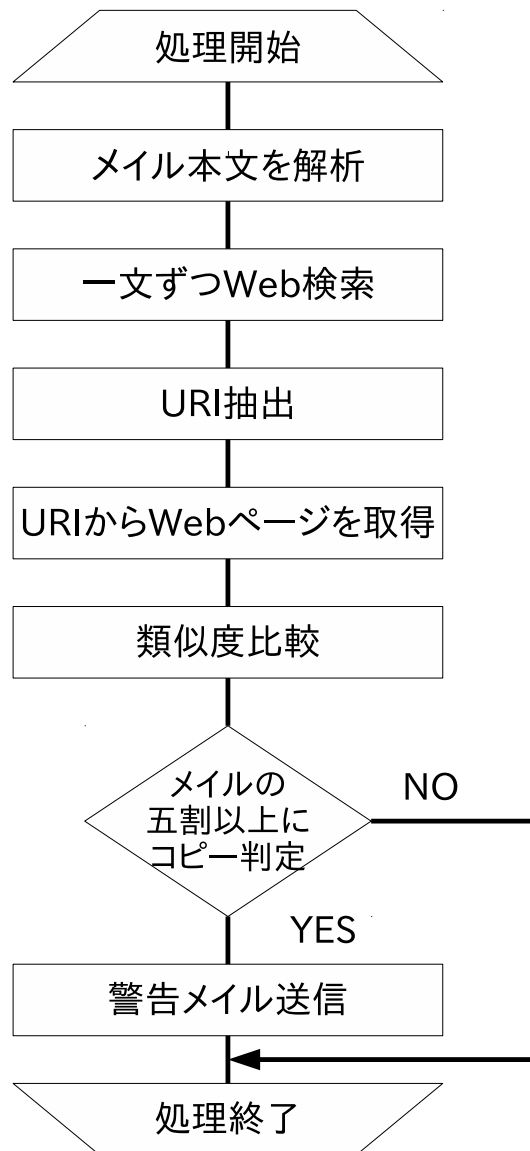 処理開始
メイル本文を解析
一文ずつWeb検索
URI抽出
URIからWebページを取得
類似度比較
メイルの
五割以上に
コピー判定
NO
YES
警告メイル送信
処理終了